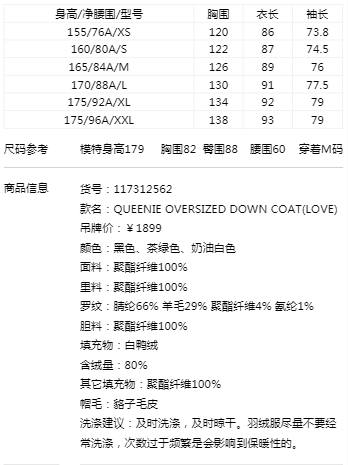 身高/净腰围/型号 胸围 衣长 袖长
155/76A/XS 120 86 73.8
160/80A/S 122 87 74.5
165/84A/M 126 89 76
170/88A/L 130 91 77.5
175/92A/XL 134 92 79
175/96A/XXL 138 93 79
尺码参考 模特身高179 胸围82 臀围88 腰围60 穿着M码
商品信息 货号：117312562
款名：QUEENIE OVERSIZED DOWN COAT(LOVE)
吊牌价：￥1899
颜色：黑色、茶绿色、奶油白色
面料：聚酯纤维100%
里料：聚酯纤维100%
罗纹：腈纶66% 羊毛29% 聚酯纤维4% 氨纶1%
胆料：聚酯纤维100%
填充物：白鸭绒
含绒量：80%
其它填充物：聚酯纤维100%
帽毛：貉子毛皮
洗涤建议：及时洗涤，及时晾干。羽绒服尽量不要经
常洗涤，次数过于频繁是会影响到保暖性的。